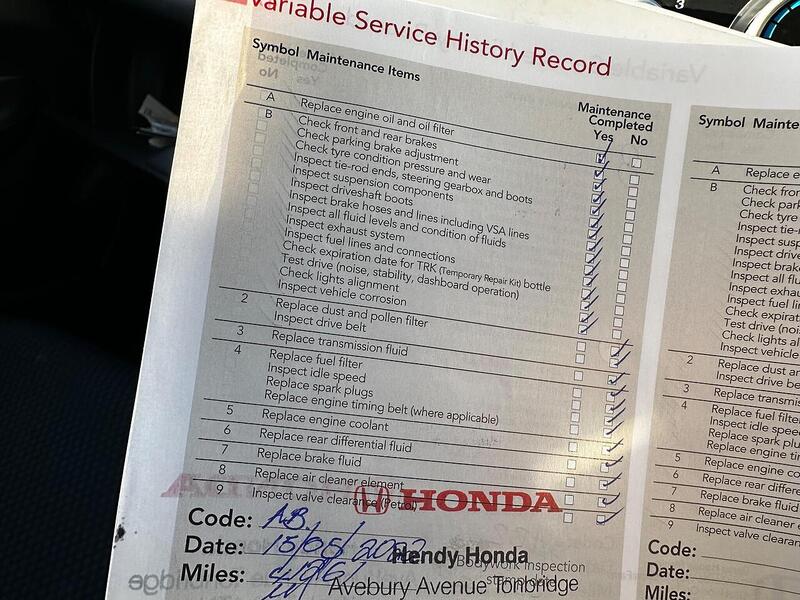 Variable Service History Record
Symbol Maintenance Items
Maintenance
Completed
Yes No
A Replace engine oil and oil filter
B Check front and rear brakes
Check parking brake adjustment
Check tyre condition pressure and wear
Inspect tie-rod ends, steering gearbox and boots
Inspect suspension components
Inspect driveshaft boots
Inspect brake hoses and lines including VSA lines
Inspect all fluid levels and condition of fluids
Inspect exhaust system
Inspect fuel lines and connections
Check expiration date for TRK (Temporary Repair Kit) bottle
Test drive (noise, stability, dashboard operation)
Check lights alignment
Inspect vehicle corrosion
2 Replace dust and pollen filter
Inspect drive belt
3 Replace transmission fluid
4 Replace fuel filter
Inspect idle speed
Replace spark plugs
Replace engine timing belt (where applicable)
5 Replace engine coolant
6 Replace rear differential fluid
7 Replace brake fluid
8 Replace air cleaner element
9 Inspect valve clearance (Petrol)
HONDA
Code: AB
Date: 15/05/2022
Hendy Honda
Bodywork inspection
Miles:
Avebury Avenue Tonbridge
Symbol Mainte
A Replace e
B Check fron
Check park
Check tyre
Inspect tie-
Inspect susp
Inspect drive
Inspect brake
Inspect all flu
Inspect exhau
Inspect fuel li
Check expirat
Test drive (no
Check lights al
Inspect vehicle
2 Replace dust a
Inspect drive be
3 Replace transmis
4 Replace fuel filter
Inspect idle speed
Replace spark plu
Replace engine tim
5 Replace engine co
6 Replace rear differ
7 Replace brake fluid
8 Replace air cleaner
9 Inspect valve clearan
Code:
Date:
Miles:
3